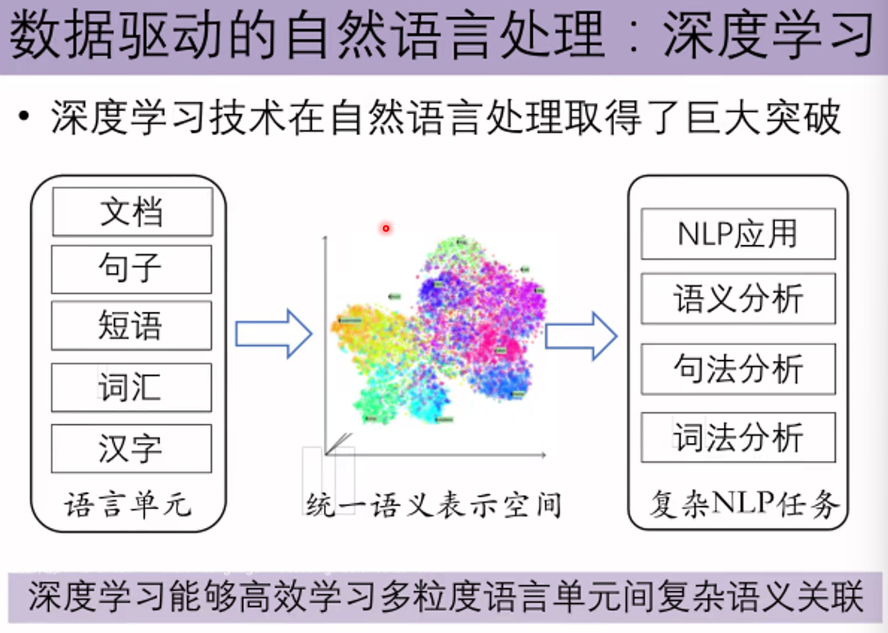 数据驱动的自然语言处理：深度学习
• 深度学习技术在自然语言处理取得了巨大突破
文档
句子
短语
词汇
汉字
语言单元
统一语义表示空间
NLP应用
语义分析
句法分析
词法分析
复杂NLP任务
深度学习能够高效学习多粒度语言单元间复杂语义关联